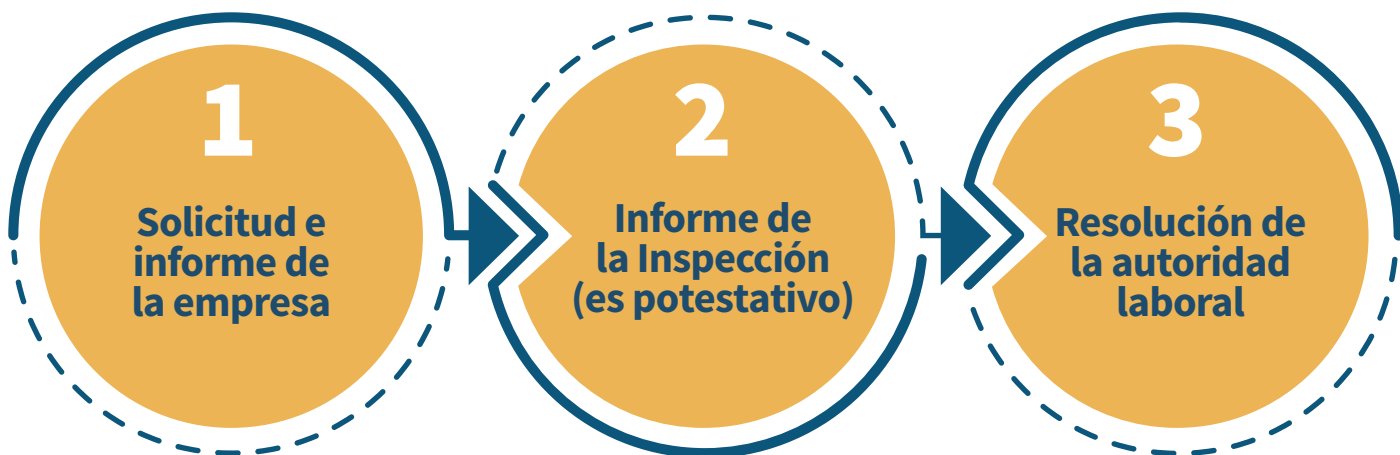 1
Solicitud e
informe de
la empresa
2
Informe de
la Inspección
(es potestativo)
3
Resolución de
la autoridad
laboral